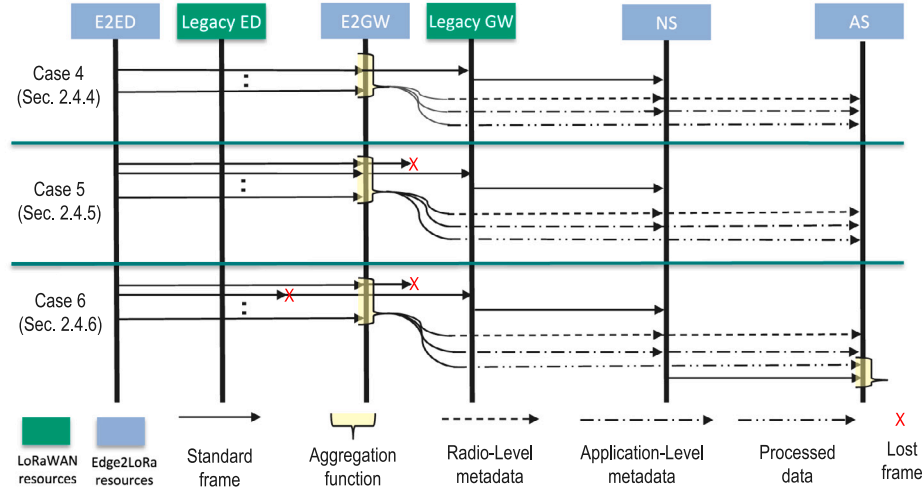 E2ED Legacy ED E2GW Legacy GW NS AS
Case 4
(Sec. 2.4.4)
:
X
Case 5
(Sec. 2.4.5)
:
X
X
Case 6
(Sec. 2.4.6)
:
X
LoRaWAN
resources
Edge2LoRa
resources
Standard
frame
Aggregation
function
Radio-Level
metadata
Application-Level
metadata
Processed
data
Lost
frame